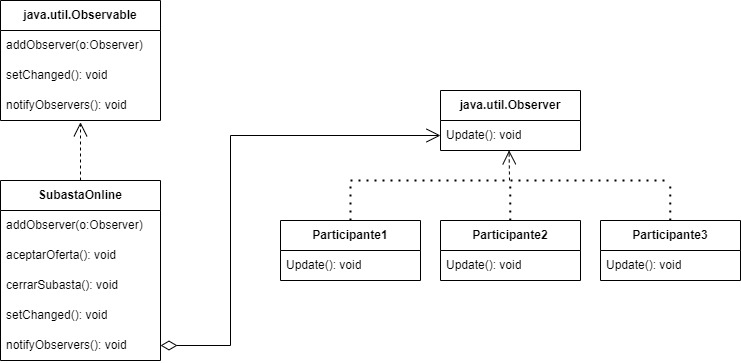 java.util.Observable
addObserver(o:Observer)
setChanged(): void
notifyObservers(): void
java.util.Observer
Update(): void
SubastaOnline
addObserver(o:Observer)
aceptarOferta(): void
cerrarSubasta(): void
setChanged(): void
notifyObservers(): void
Participante1
Update(): void
Participante2
Update(): void
Participante3
Update(): void